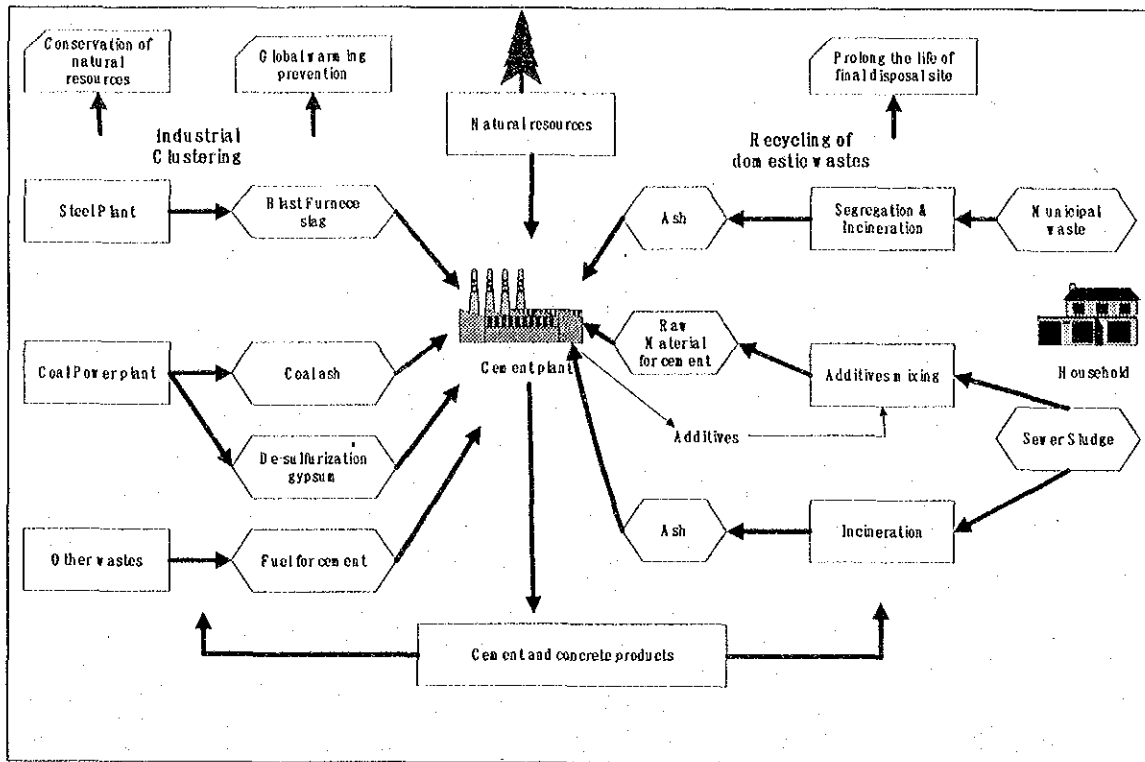 Conservation of
natural
resources
Global warming
prevention
Prolong the life of
final disposal site
Natural resources
Industrial
Clustering
Recycling of
domestic wastes
Steel Plant
Blast Furnece
slag
Ash
Segregation &
Incineration
Municipal
waste
Raw
Material
for cement
Cement plant
Coal Power plant
Coal ash
Additives mixing
Household
Additives
De-sulfurization
gypsum
Sewer Sludge
Other wastes
Fuel for cement
Ash
Incineration
Cement and concrete products